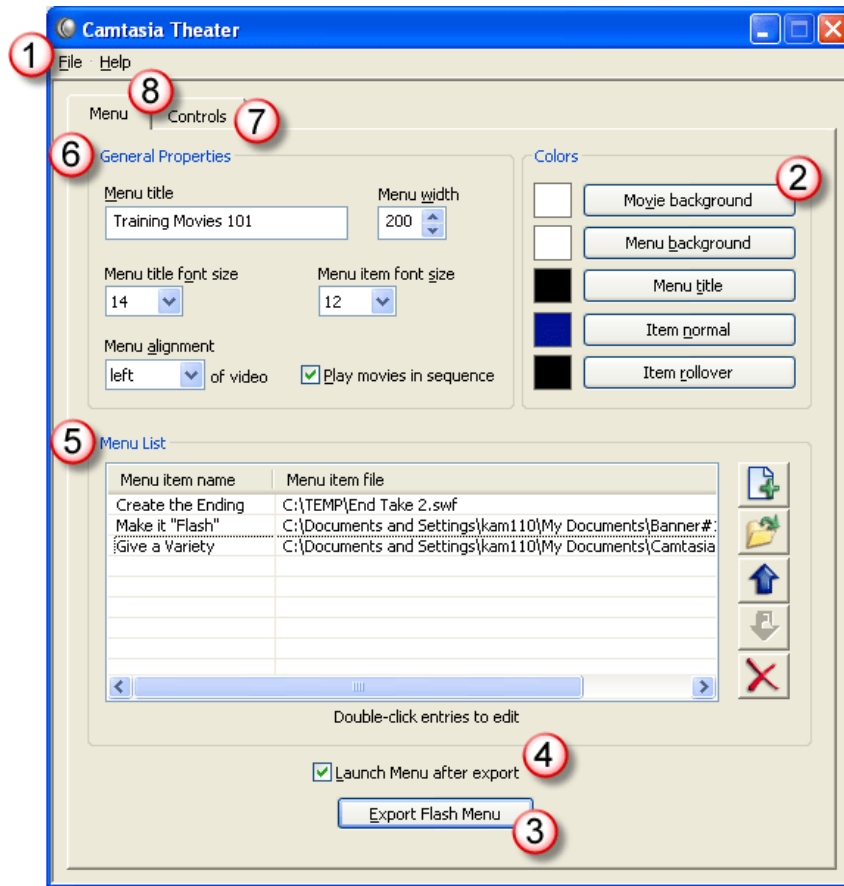 Camtasia Theater
1
File Help
8
Menu Controls 7
6 General Properties Colors
2
Menu title Menu width Movie background
Training Movies 101 200
Menu background
Menu title font size Menu item font size Menu title
14 12
Item normal
Menu alignment
left of video Play movies in sequence Item rollover
5 Menu List
Menu item name Menu item file
Create the Ending C:\TEMP\End Take 2.swf
Make it "Flash" C:\Documents and Settings\kam110\My Documents\Banner#
Give a Variety C:\Documents and Settings\kam110\My Documents\Camtasia
Double-click entries to edit
4
Launch Menu after export
Export Flash Menu
3